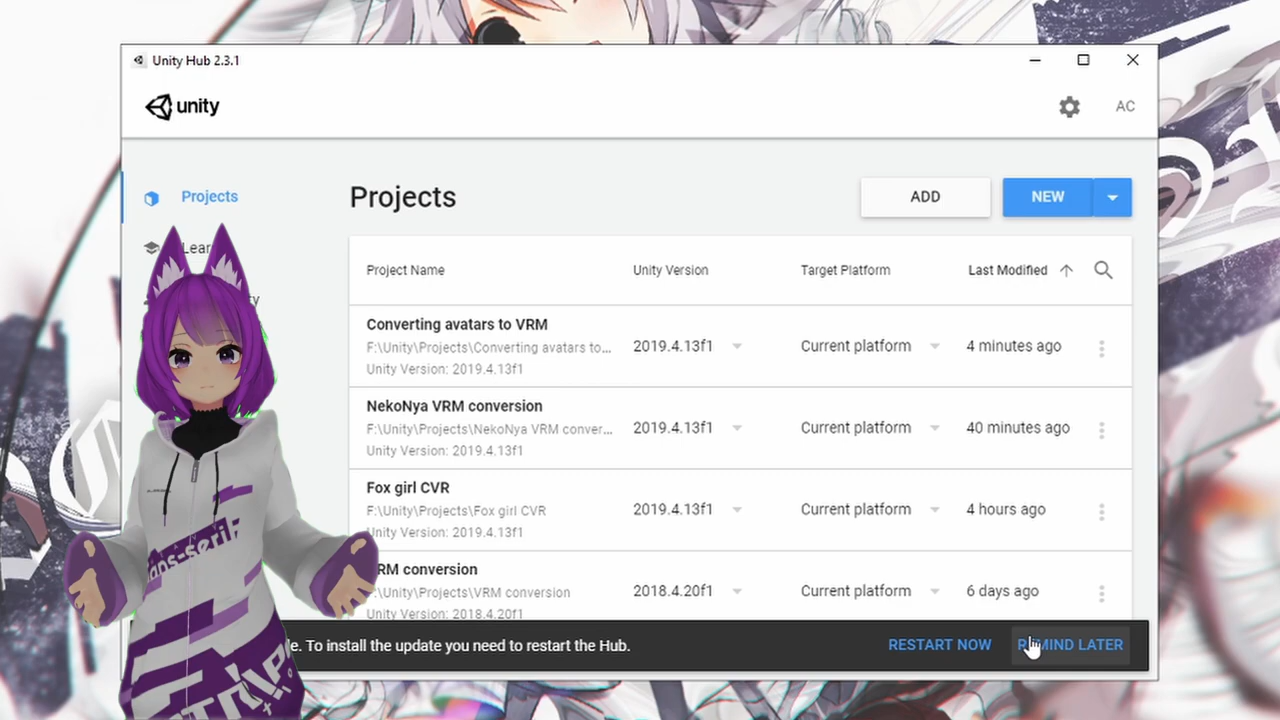 Unity Hub 2.3.1
unity
AC
Projects
Projects
ADD
NEW
Lear
Project Name
Unity Version
Target Platform
Last Modified
Converting avatars to VRM
F:\Unity\Projects\Converting avatars to...
Unity Version: 2019.4.13f1
2019.4.13f1
Current platform
4 minutes ago
NekoNya VRM conversion
F:\Unity\Projects\NekoNya VRM conver...
Unity Version: 2019.4.13f1
2019.4.13f1
Current platform
40 minutes ago
Fox girl CVR
F:\Unity\Projects\Fox girl CVR
Unity Version: 2019.4.13f1
2019.4.13f1
Current platform
4 hours ago
RM conversion
:\Unity\Projects\VRM conversion
Unity Version: 2018.4.20f1
2018.4.20f1
Current platform
6 days ago
e. To install the update you need to restart the Hub.
RESTART NOW
REMIND LATER
ans-serif